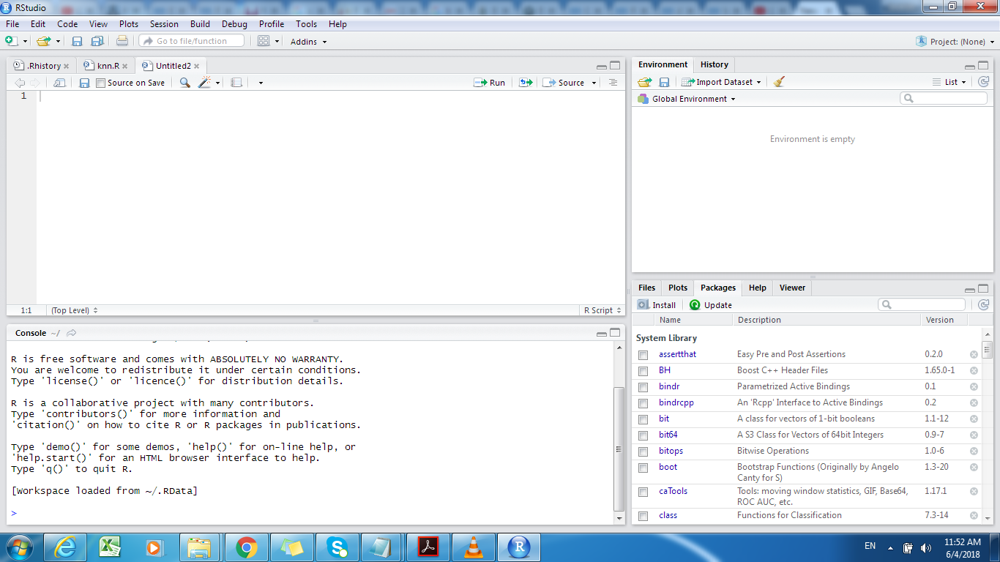 RStudio
File Edit Code View Plots Session Build Debug Profile Tools Help
Go to file/function Addins Project: (None)
.Rhistory knn.R Untitled2
Source on Save Run Source
1
1:1 (Top Level) R Script
Console ~/
R is free software and comes with ABSOLUTELY NO WARRANTY.
You are welcome to redistribute it under certain conditions.
Type 'license()' or 'licence()' for distribution details.
R is a collaborative project with many contributors.
Type 'contributors()' for more information and
'citation()' on how to cite R or R packages in publications.
Type 'demo()' for some demos, 'help()' for on-line help, or
'help.start()' for an HTML browser interface to help.
Type 'q()' to quit R.
[Workspace loaded from ~/.RData]
>
Environment History
Import Dataset List
Global Environment
Environment is empty
Files Plots Packages Help Viewer
Install Update
Name Description Version
System Library
assertthat Easy Pre and Post Assertions 0.2.0
BH Boost C++ Header Files 1.65.0-1
bindr Parametrized Active Bindings 0.1
bindrcpp An 'Rcpp' Interface to Active Bindings 0.2
bit A class for vectors of 1-bit booleans 1.1-12
bit64 A S3 Class for Vectors of 64bit Integers 0.9-7
bitops Bitwise Operations 1.0-6
boot Bootstrap Functions (Originally by Angelo 1.3-20
Canty for S)
caTools Tools: moving window statistics, GIF, Base64, 1.17.1
ROC AUC, etc.
class Functions for Classification 7.3-14
EN 11:52 AM
6/4/2018